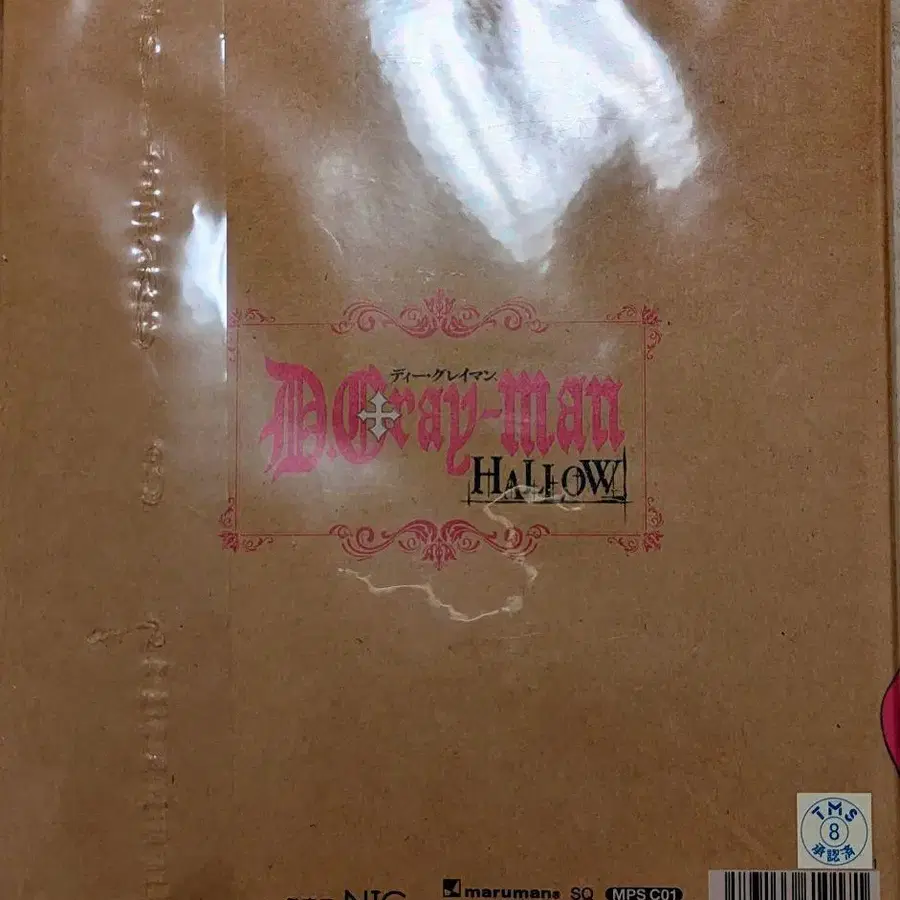 ディー・グレイマン
D.Gray-man
HALLOW
TMS
8
承認済
marumans SQ MPS C01